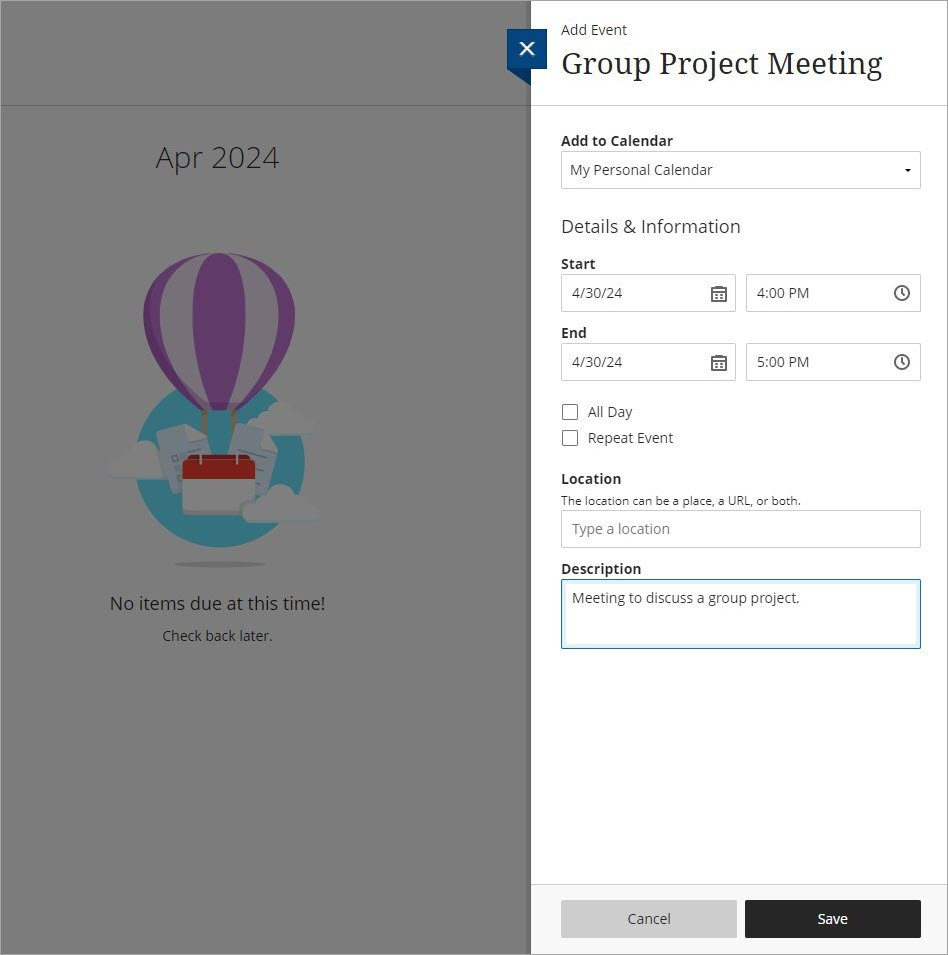 Apr 2024
No items due at this time!
Check back later.
Add Event
Group Project Meeting
Add to Calendar
My Personal Calendar
Details & Information
Start
4/30/24 4:00 PM
End
4/30/24 5:00 PM
All Day
Repeat Event
Location
The location can be a place, a URL, or both.
Type a location
Description
Meeting to discuss a group project.
Cancel Save